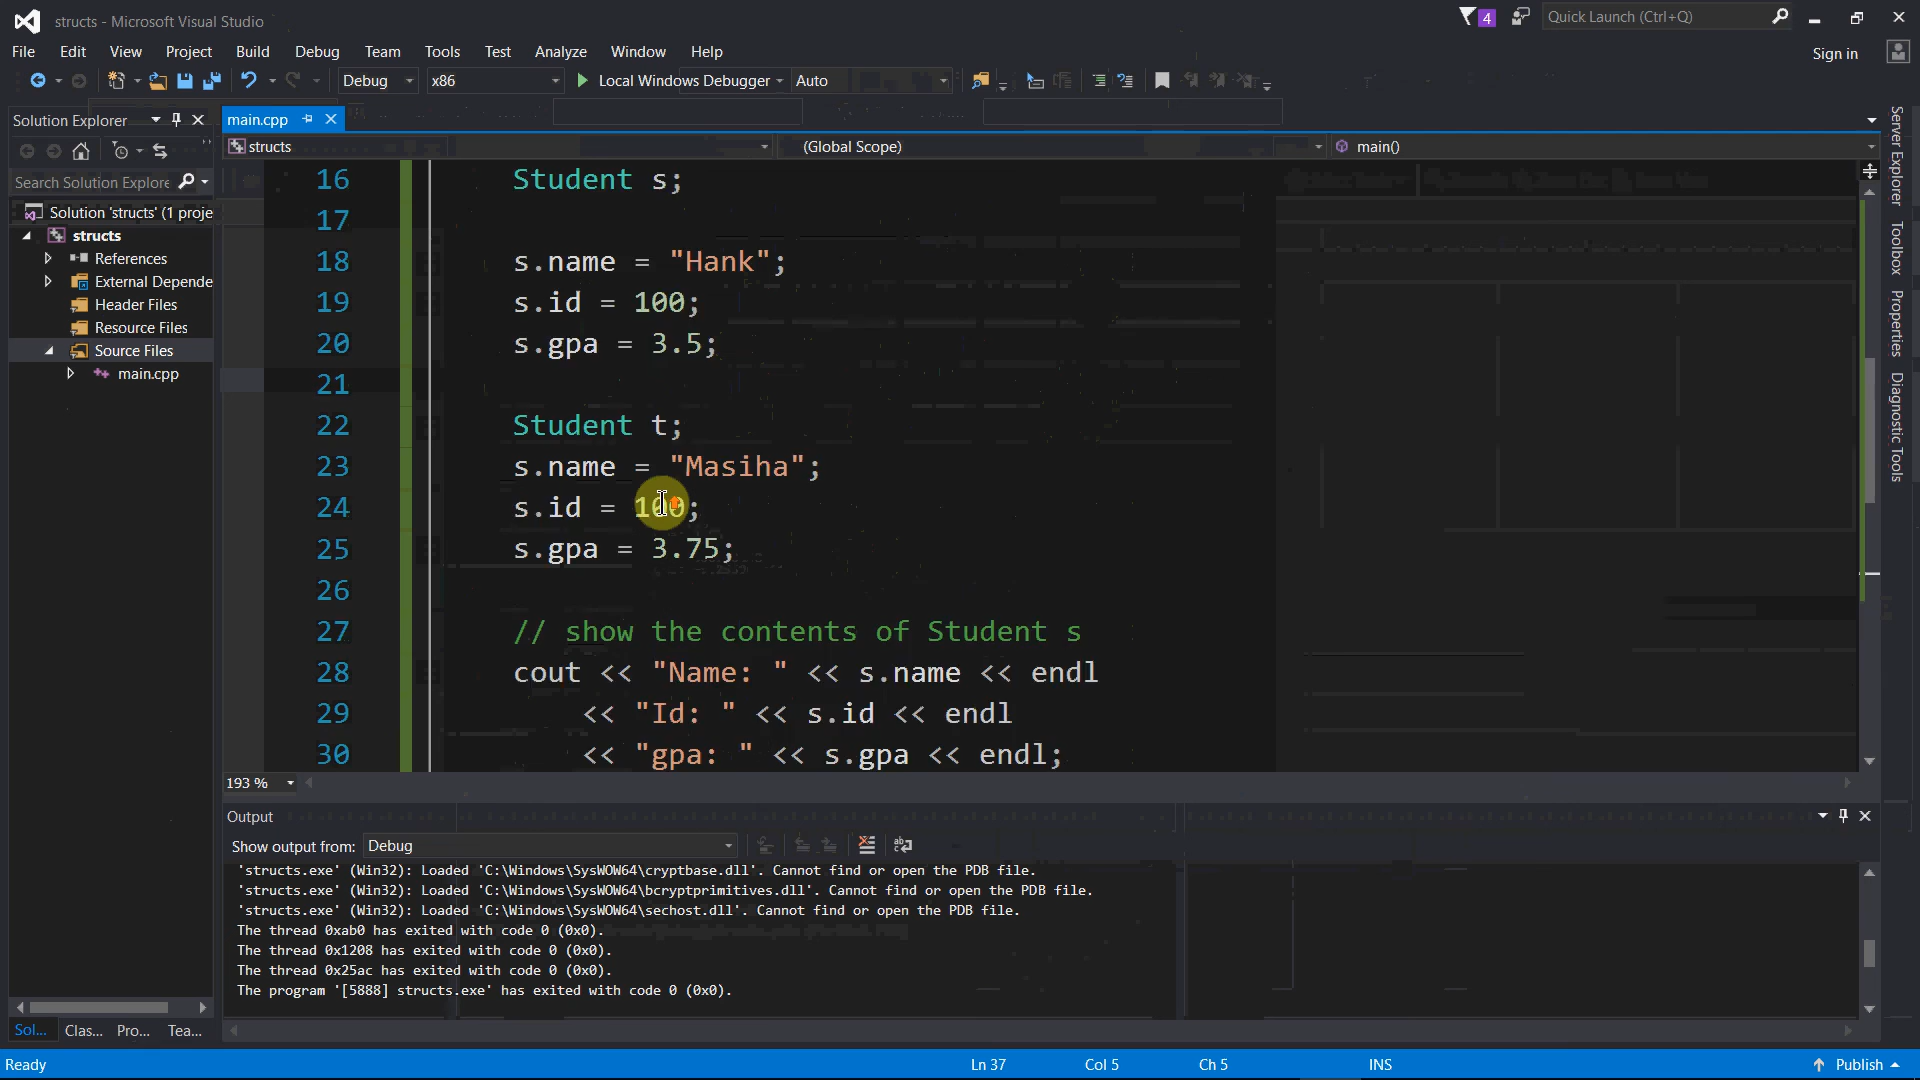 structs - Microsoft Visual Studio
4
Quick Launch (Ctrl+Q)
File Edit View Project Build Debug Team Tools Test Analyze Window Help
Sign in
Debug x86 Local Windows Debugger Auto
Solution Explorer
main.cpp
structs (Global Scope) main()
Search Solution Explore
Solution 'structs' (1 proje
structs
References
External Depende
Header Files
Resource Files
Source Files
main.cpp
16 Student s;
17
18 s.name = "Hank";
19 s.id = 100;
20 s.gpa = 3.5;
21
22 Student t;
23 s.name = "Masiha";
24 s.id = 100;
25 s.gpa = 3.75;
26
27 // show the contents of Student s
28 cout << "Name: " << s.name << endl
29 << "Id: " << s.id << endl
30 << "gpa: " << s.gpa << endl;
193 %
Server Explorer
Toolbox
Properties
Diagnostic Tools
Output
Show output from: Debug
'structs.exe' (Win32): Loaded 'C:\Windows\SysWOW64\cryptbase.dll'. Cannot find or open the PDB file.
'structs.exe' (Win32): Loaded 'C:\Windows\SysWOW64\bcryptprimitives.dll'. Cannot find or open the PDB file.
'structs.exe' (Win32): Loaded 'C:\Windows\SysWOW64\sechost.dll'. Cannot find or open the PDB file.
The thread 0xab0 has exited with code 0 (0x0).
The thread 0x1208 has exited with code 0 (0x0).
The thread 0x25ac has exited with code 0 (0x0).
The program '[5888] structs.exe' has exited with code 0 (0x0).
Sol... Clas... Pro... Tea...
Ready Ln 37 Col 5 Ch 5 INS Publish